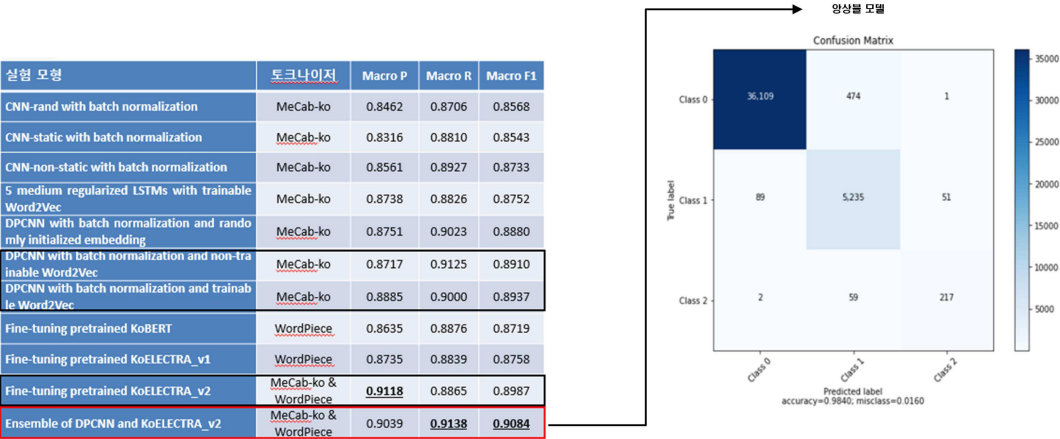 앙상블 모델
실험 모형 토크나이저 Macro P Macro R Macro F1
CNN-rand with batch normalization MeCab-ko 0.8462 0.8706 0.8568
CNN-static with batch normalization MeCab-ko 0.8316 0.8810 0.8543
CNN-non-static with batch normalization MeCab-ko 0.8561 0.8927 0.8733
5 medium regularized LSTMs with trainable
Word2Vec MeCab-ko 0.8738 0.8826 0.8752
DPCNN with batch normalization and rando
mly initialized embedding MeCab-ko 0.8751 0.9023 0.8880
DPCNN with batch normalization and non-tra
inable Word2Vec MeCab-ko 0.8717 0.9125 0.8910
DPCNN with batch normalization and trainab
le Word2Vec MeCab-ko 0.8885 0.9000 0.8937
Fine-tuning pretrained KoBERT WordPiece 0.8635 0.8876 0.8719
Fine-tuning pretrained KoELECTRA_v1 WordPiece 0.8735 0.8839 0.8758
Fine-tuning pretrained KoELECTRA_v2 MeCab-ko &
WordPiece 0.9118 0.8865 0.8987
Ensemble of DPCNN and KoELECTRA_v2 MeCab-ko &
WordPiece 0.9039 0.9138 0.9084
Confusion Matrix
True label
Class 0 36,109 474 1
Class 1 89 5,235 51
Class 2 2 59 217
Class 0 Class 1 Class 2
Predicted label
accuracy=0.9840; misclass=0.0160
35000
30000
25000
20000
15000
10000
5000